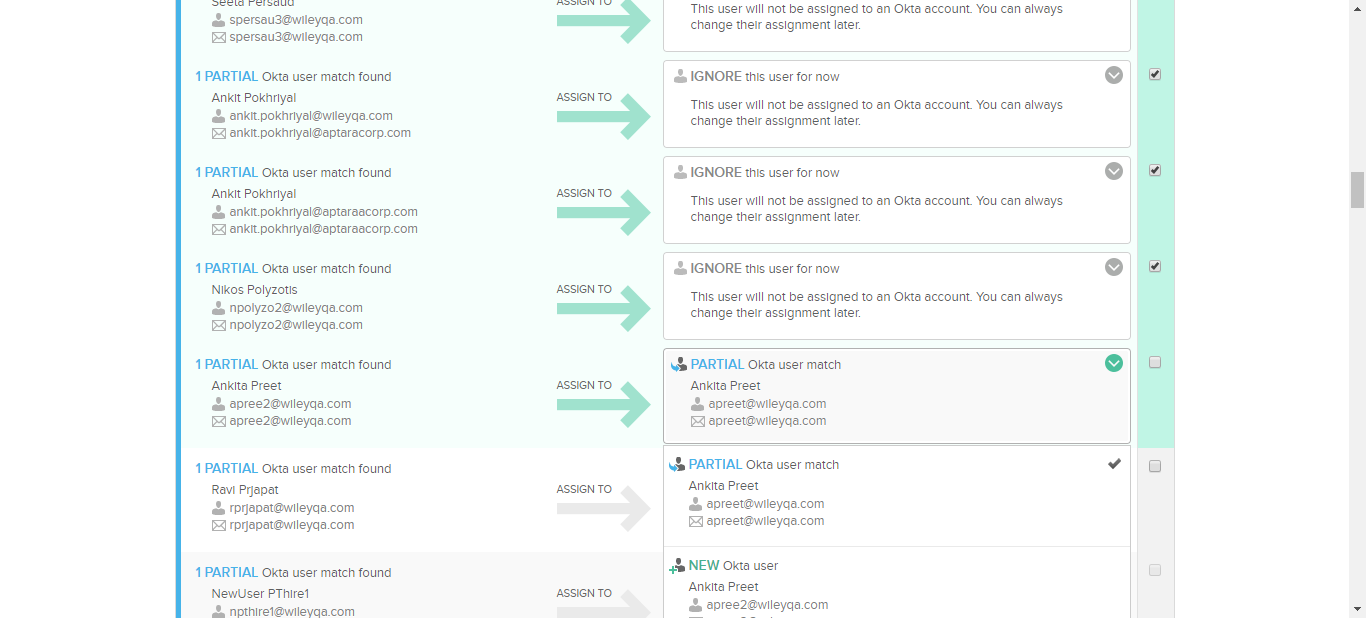 Seeta Persaud
spersau3@wileyqa.com
spersau3@wileyqa.com
ASSIGN TO
This user will not be assigned to an Okta account. You can always
change their assignment later.
1 PARTIAL Okta user match found
Ankit Pokhriyal
ankit.pokhriyal@wileyqa.com
ankit.pokhriyal@aptaracorp.com
ASSIGN TO
IGNORE this user for now
This user will not be assigned to an Okta account. You can always
change their assignment later.
1 PARTIAL Okta user match found
Ankit Pokhriyal
ankit.pokhriyal@aptaraacorp.com
ankit.pokhriyal@aptaraacorp.com
ASSIGN TO
IGNORE this user for now
This user will not be assigned to an Okta account. You can always
change their assignment later.
1 PARTIAL Okta user match found
Nikos Polyzotis
npolyzo2@wileyqa.com
npolyzo2@wileyqa.com
ASSIGN TO
IGNORE this user for now
This user will not be assigned to an Okta account. You can always
change their assignment later.
1 PARTIAL Okta user match found
Ankita Preet
apree2@wileyqa.com
apree2@wileyqa.com
ASSIGN TO
PARTIAL Okta user match
Ankita Preet
apreet@wileyqa.com
apreet@wileyqa.com
1 PARTIAL Okta user match found
Ravi Prjapat
rprjapat@wileyqa.com
rprjapat@wileyqa.com
ASSIGN TO
PARTIAL Okta user match
Ankita Preet
apreet@wileyqa.com
apreet@wileyqa.com
1 PARTIAL Okta user match found
NewUser PThire1
npthire1@wileyqa.com
ASSIGN TO
NEW Okta user
Ankita Preet
apree2@wileyqa.com